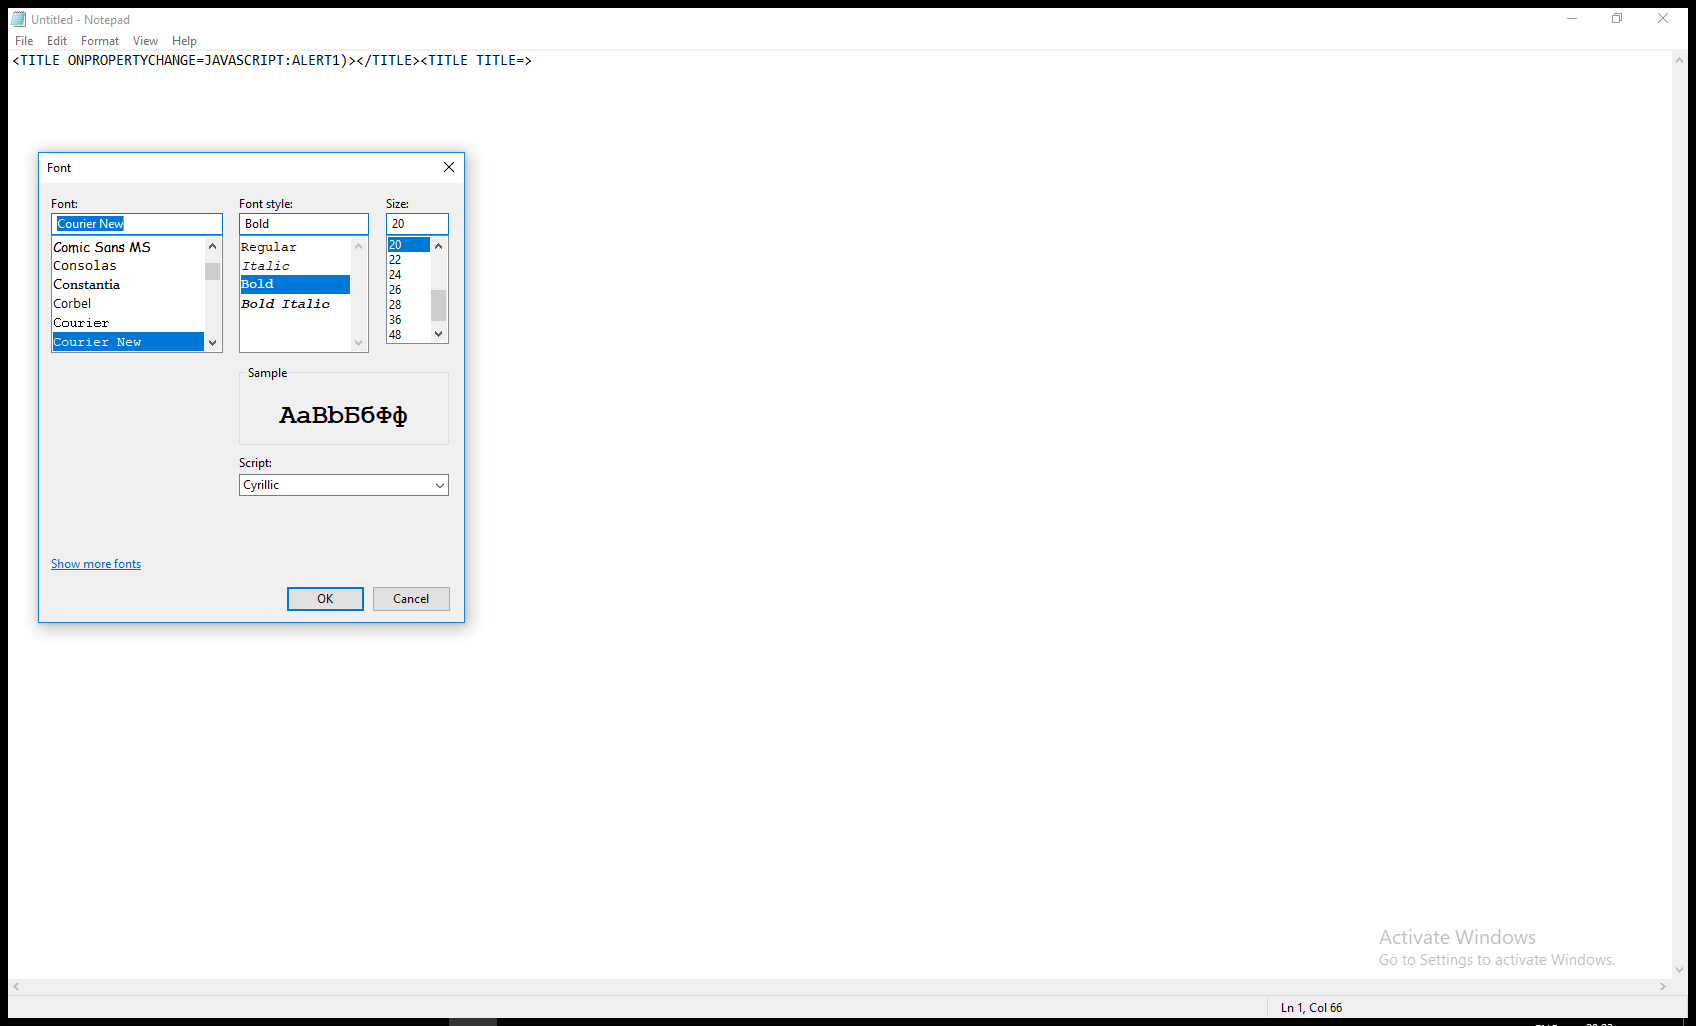 Untitled - Notepad
File Edit Format View Help
<TITLE ONPROPERTYCHANGE=JAVASCRIPT:ALERT1)></TITLE><TITLE TITLE=>
Font
Font: Font style: Size:
Courier New Bold 20
Comic Sans MS Regular 20
Consolas Italic 22
Constantia Bold 24
Corbel Bold Italic 26
Courier 28
Courier New 36
48
Sample
AaBbБбФф
Script:
Cyrillic
Show more fonts
OK Cancel
Activate Windows
Go to Settings to activate Windows.
Ln 1, Col 66